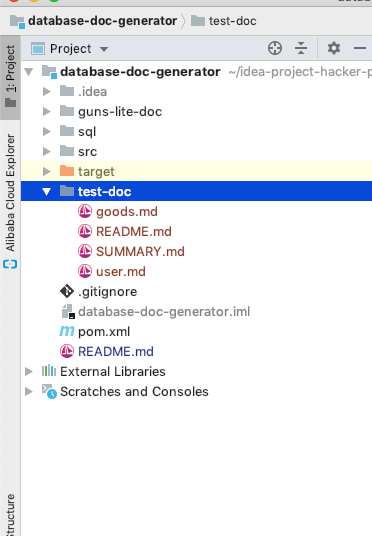 databa
database-doc-generator test-doc
1: Project
Project
database-doc-generator ~/idea-project-hacker-p
.idea
guns-lite-doc
sql
src
target
test-doc
goods.md
README.md
SUMMARY.md
user.md
.gitignore
database-doc-generator.iml
pom.xml
README.md
External Libraries
Scratches and Consoles
Alibaba Cloud Explorer
Structure